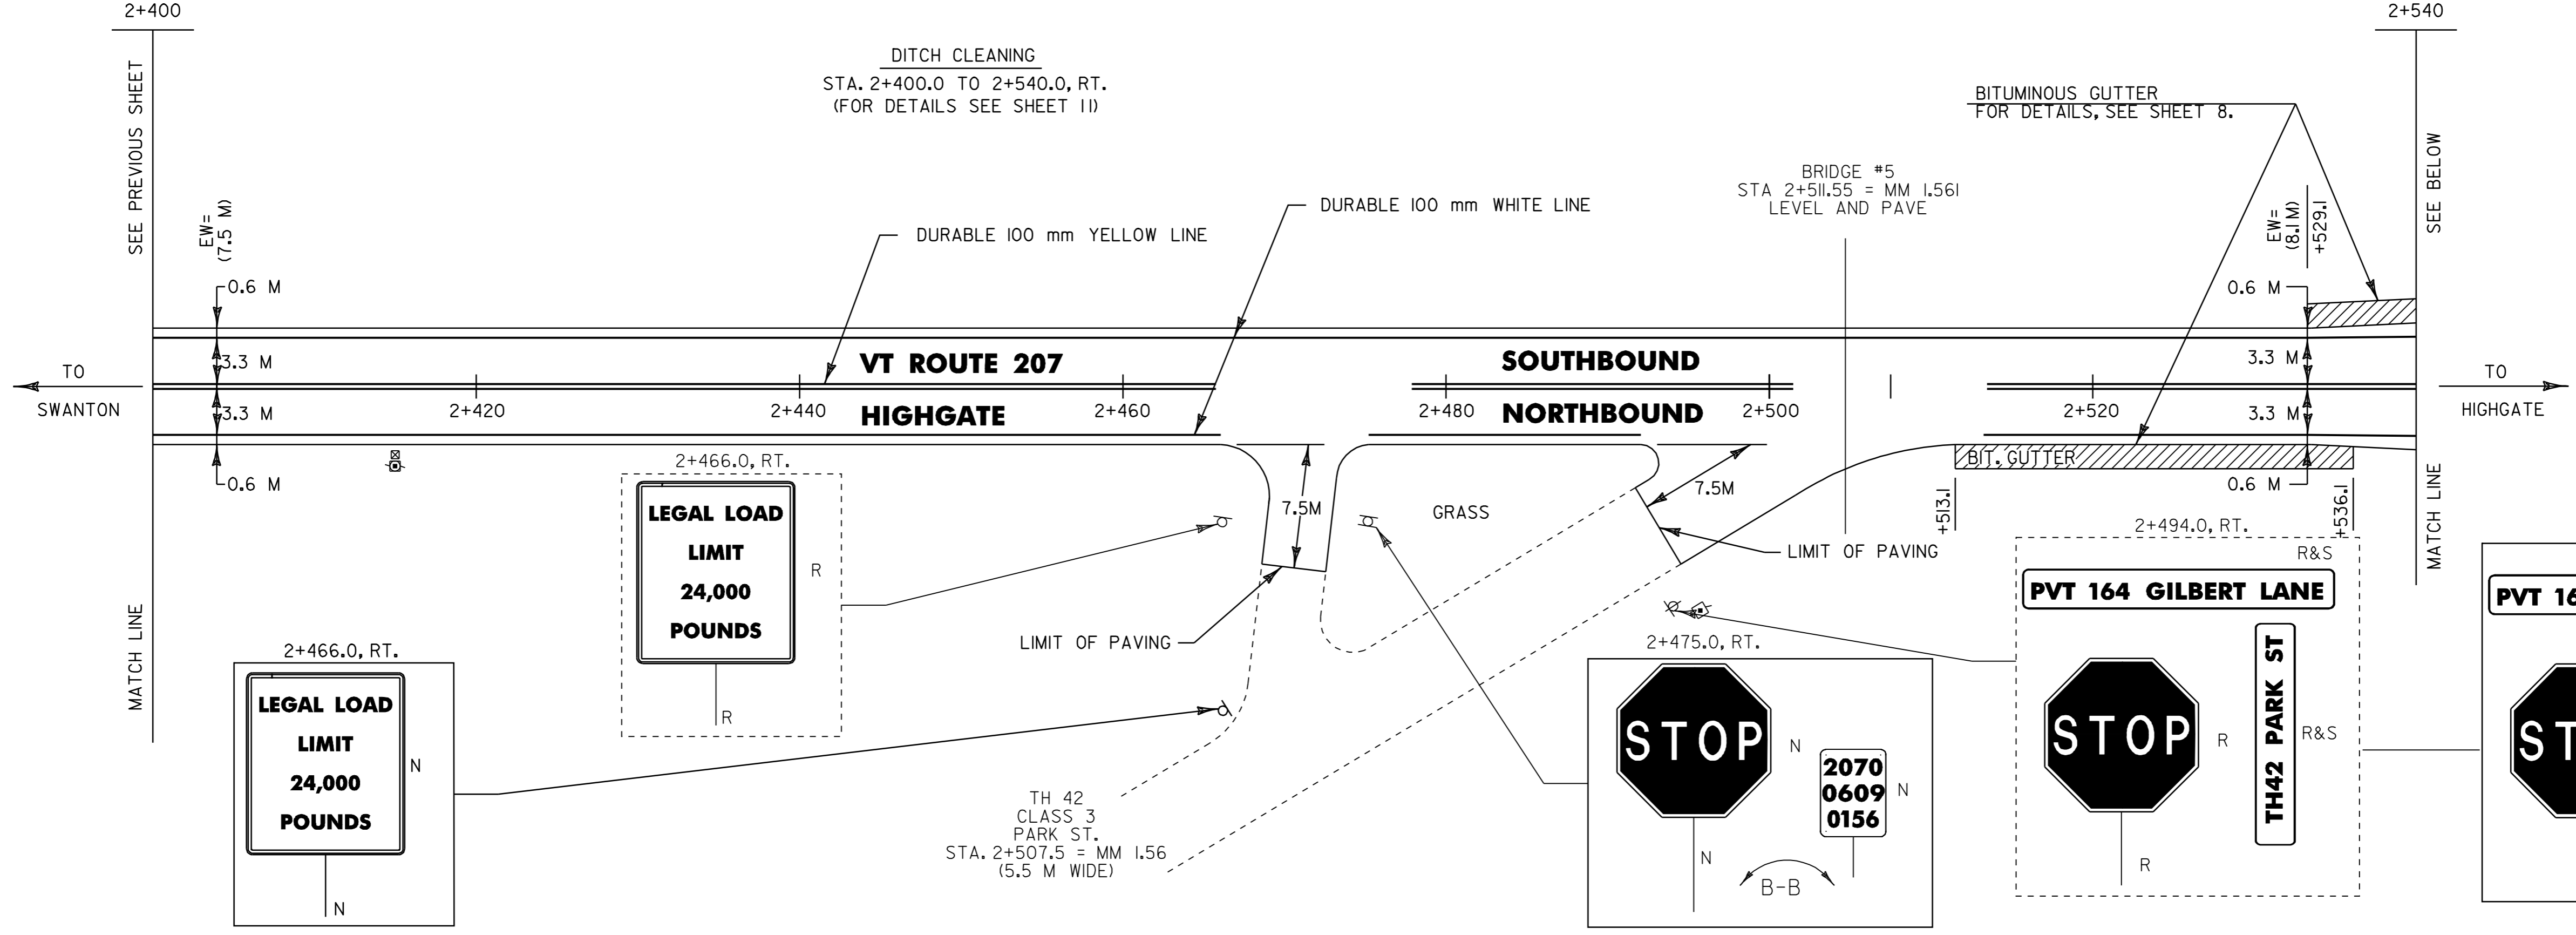 2+400
2+540
SEE PREVIOUS SHEET
DITCH CLEANING
STA. 2+400.0 TO 2+540.0, RT.
(FOR DETAILS SEE SHEET 11)
BITUMINOUS GUTTER
FOR DETAILS, SEE SHEET 8.
SEE BELOW
BRIDGE #5
STA 2+511.55 = MM 1.561
LEVEL AND PAVE
EW=
(7.5 M)
DURABLE 100 mm WHITE LINE
DURABLE 100 mm YELLOW LINE
EW=
(8.1M)
+529.1
0.6 M
0.6 M
3.3 M
VT ROUTE 207
SOUTHBOUND
3.3 M
TO
SWANTON
TO
HIGHGATE
3.3 M
2+420
2+440
HIGHGATE
2+460
2+480
NORTHBOUND
2+500
2+520
3.3 M
0.6 M
BIT. GUTTER
0.6 M
MATCH LINE
MATCH LINE
2+466.0, RT.
LEGAL LOAD
LIMIT
24,000
POUNDS
R
R
7.5M
GRASS
7.5M
+513.1
+536.1
LIMIT OF PAVING
LIMIT OF PAVING
2+494.0, RT.
R&S
PVT 164 GILBERT LANE
STOP
R
TH42 PARK ST
R&S
R
PVT 16
ST
2+466.0, RT.
LEGAL LOAD
LIMIT
24,000
POUNDS
N
N
2+475.0, RT.
STOP
N
2070
0609
0156
N
N
B-B
TH 42
CLASS 3
PARK ST.
STA. 2+507.5 = MM 1.56
(5.5 M WIDE)